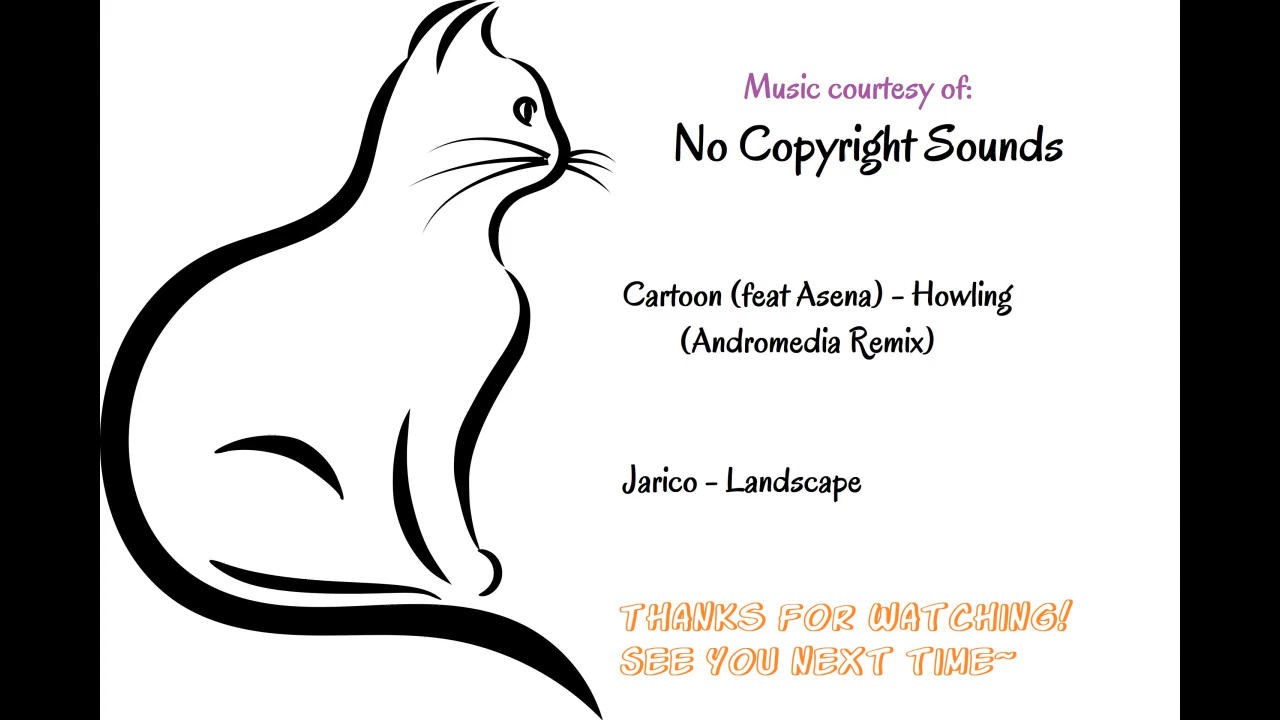 Music courtesy of:
No Copyright Sounds
Cartoon (feat Asena) - Howling
(Andromedia Remix)
Jarico - Landscape
THANKS FOR WATCHING!
SEE YOU NEXT TIME~